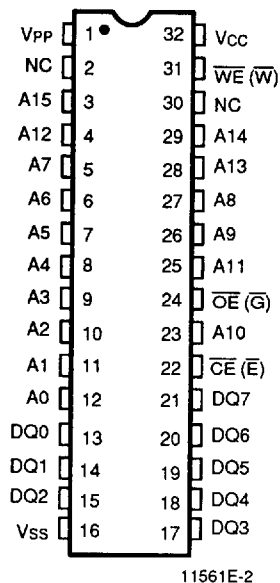 VPP 1 32 VCC
NC 2 31 WE (W)
A15 3 30 NC
A12 4 29 A14
A7 5 28 A13
A6 6 27 A8
A5 7 26 A9
A4 8 25 A11
A3 9 24 OE (G)
A2 10 23 A10
A1 11 22 CE (E)
A0 12 21 DQ7
DQ0 13 20 DQ6
DQ1 14 19 DQ5
DQ2 15 18 DQ4
VSS 16 17 DQ3
11561E-2